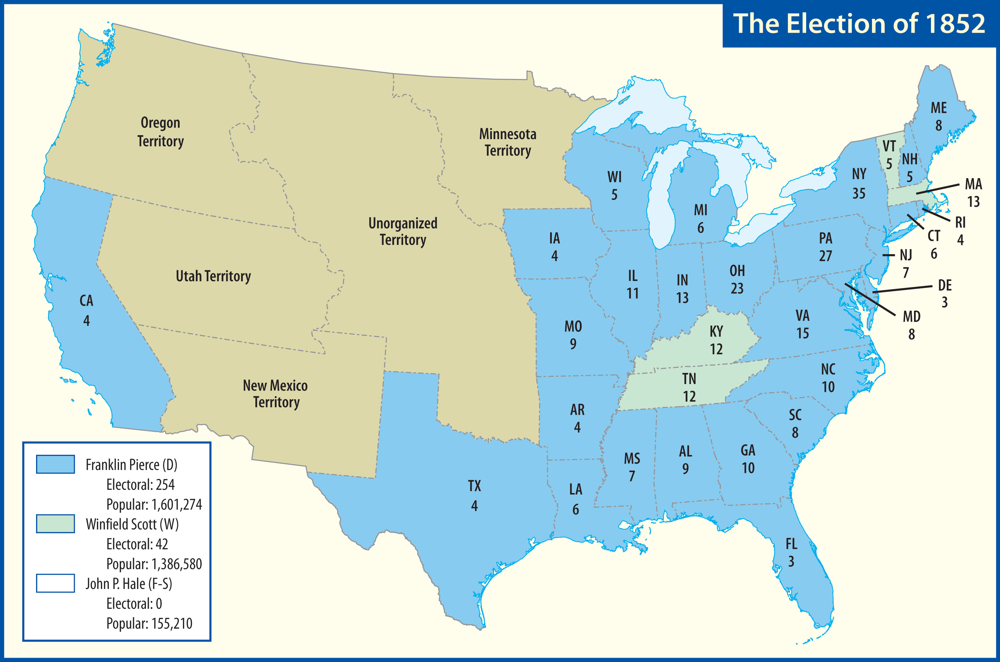 The Election of 1852
Oregon
Territory
Minnesota
Territory
Unorganized
Territory
Utah Territory
New Mexico
Territory
ME
8
VT
5
NH
5
NY
35
MA
13
RI
4
CT
6
WI
5
MI
6
PA
27
NJ
7
IA
4
IL
11
IN
13
OH
23
DE
3
MD
8
CA
4
MO
9
KY
12
VA
15
TN
12
NC
10
AR
4
SC
8
MS
7
AL
9
GA
10
TX
4
LA
6
FL
3
Franklin Pierce (D)
Electoral: 254
Popular: 1,601,274
Winfield Scott (W)
Electoral: 42
Popular: 1,386,580
John P. Hale (F-S)
Electoral: 0
Popular: 155,210